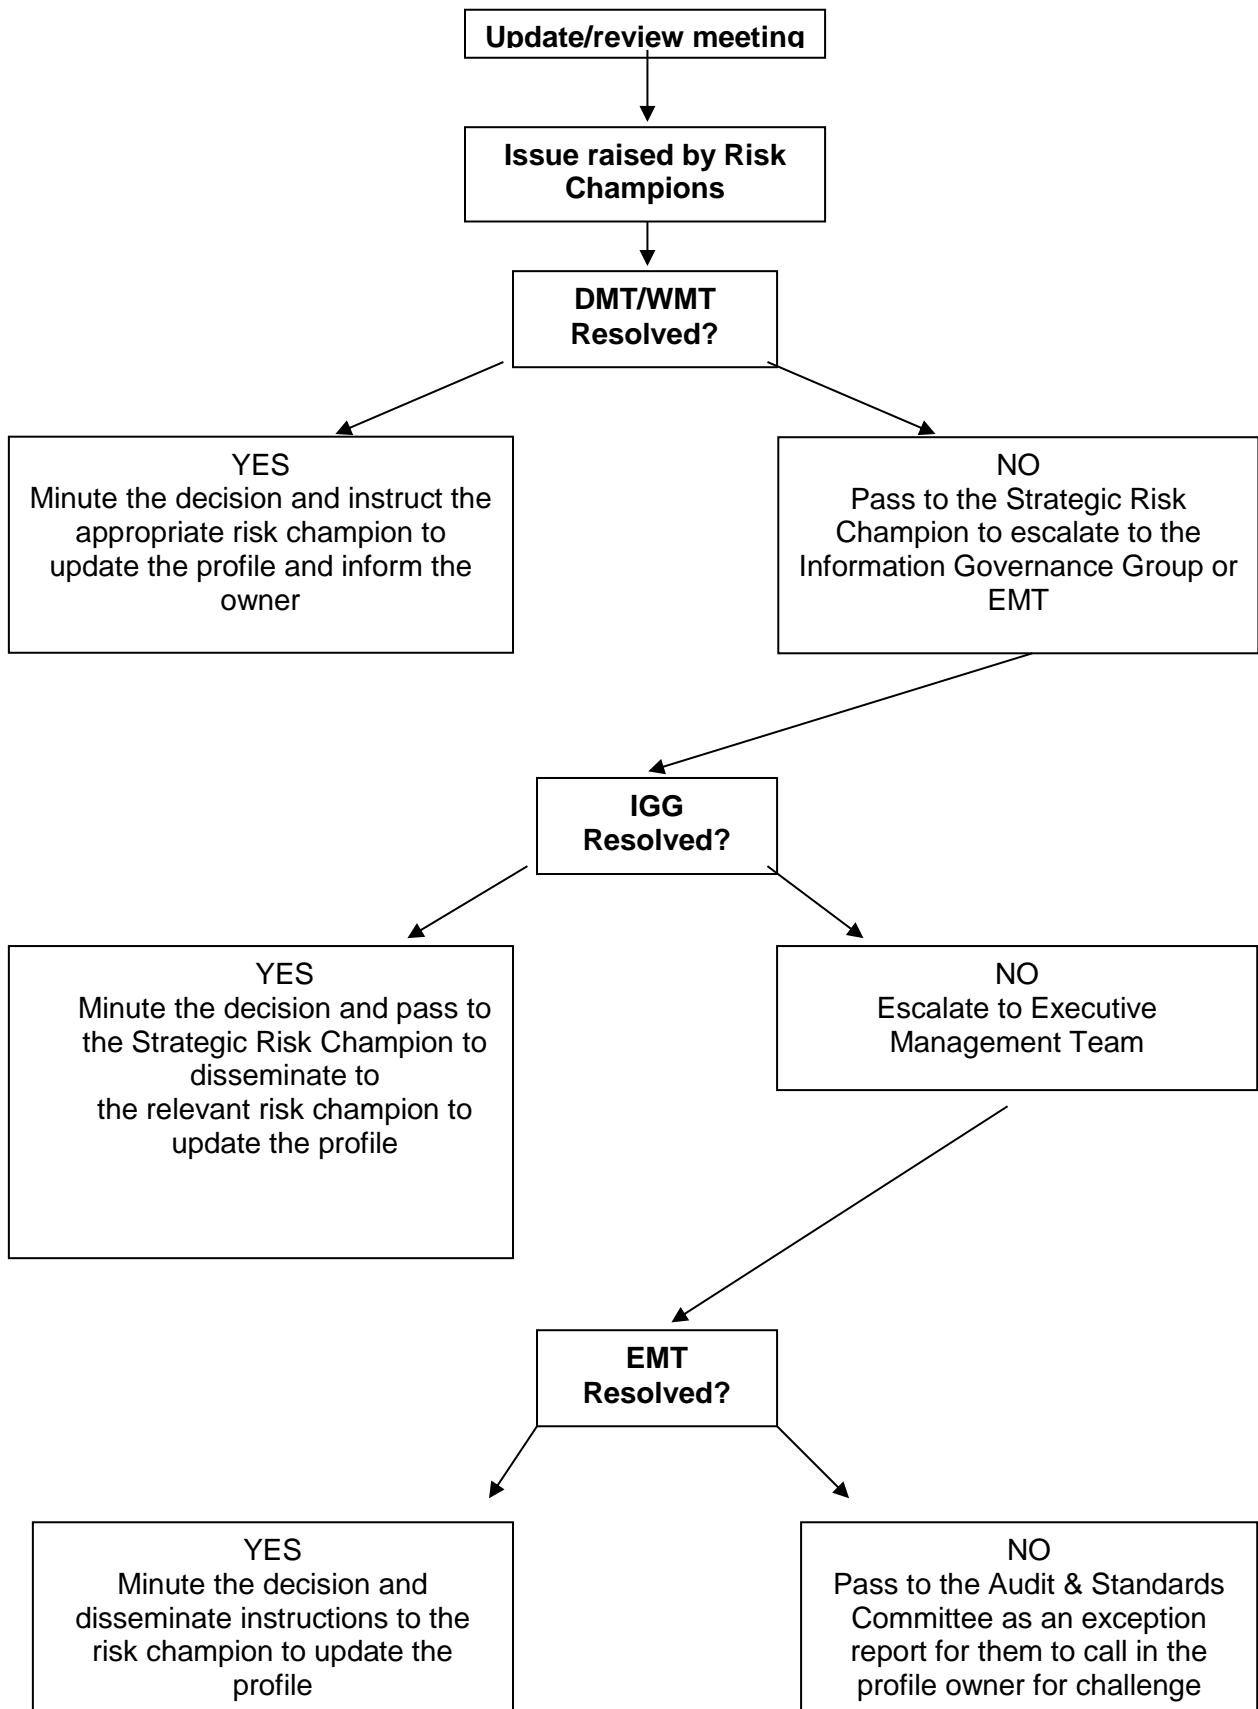 Update/review meeting
Issue raised by Risk
Champions
DMT/WMT
Resolved?
YES
Minute the decision and instruct the
appropriate risk champion to
update the profile and inform the
owner
NO
Pass to the Strategic Risk
Champion to escalate to the
Information Governance Group or
EMT
IGG
Resolved?
YES
Minute the decision and pass to
the Strategic Risk Champion to
disseminate to
the relevant risk champion to
update the profile
NO
Escalate to Executive
Management Team
EMT
Resolved?
YES
Minute the decision and
disseminate instructions to the
risk champion to update the
profile
NO
Pass to the Audit & Standards
Committee as an exception
report for them to call in the
profile owner for challenge